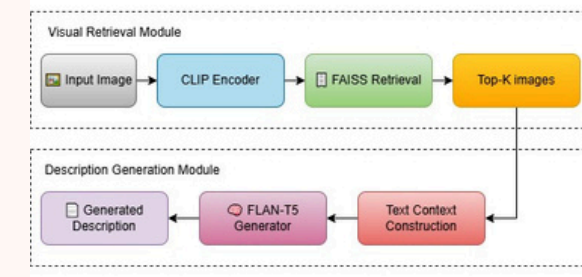 Visual Retrieval Module
Input Image
CLIP Encoder
FAISS Retrieval
Top-K images
Description Generation Module
Generated
Description
FLAN-T5
Generator
Text Context
Construction